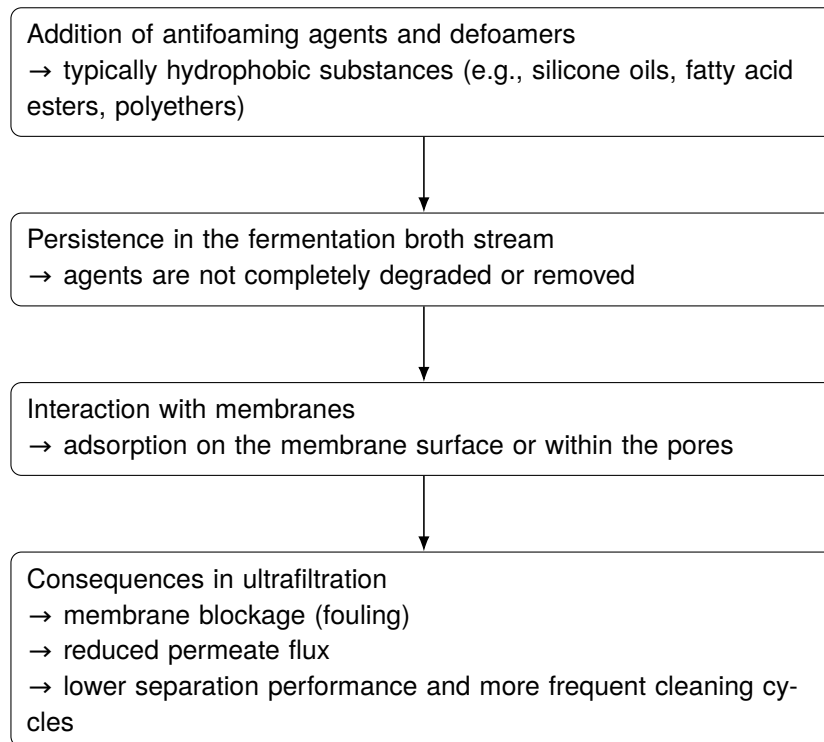 Addition of antifoaming agents and defoamers
→ typically hydrophobic substances (e.g., silicone oils, fatty acid
esters, polyethers)
Persistence in the fermentation broth stream
→ agents are not completely degraded or removed
Interaction with membranes
→ adsorption on the membrane surface or within the pores
Consequences in ultrafiltration
→ membrane blockage (fouling)
→ reduced permeate flux
→ lower separation performance and more frequent cleaning cy-
cles